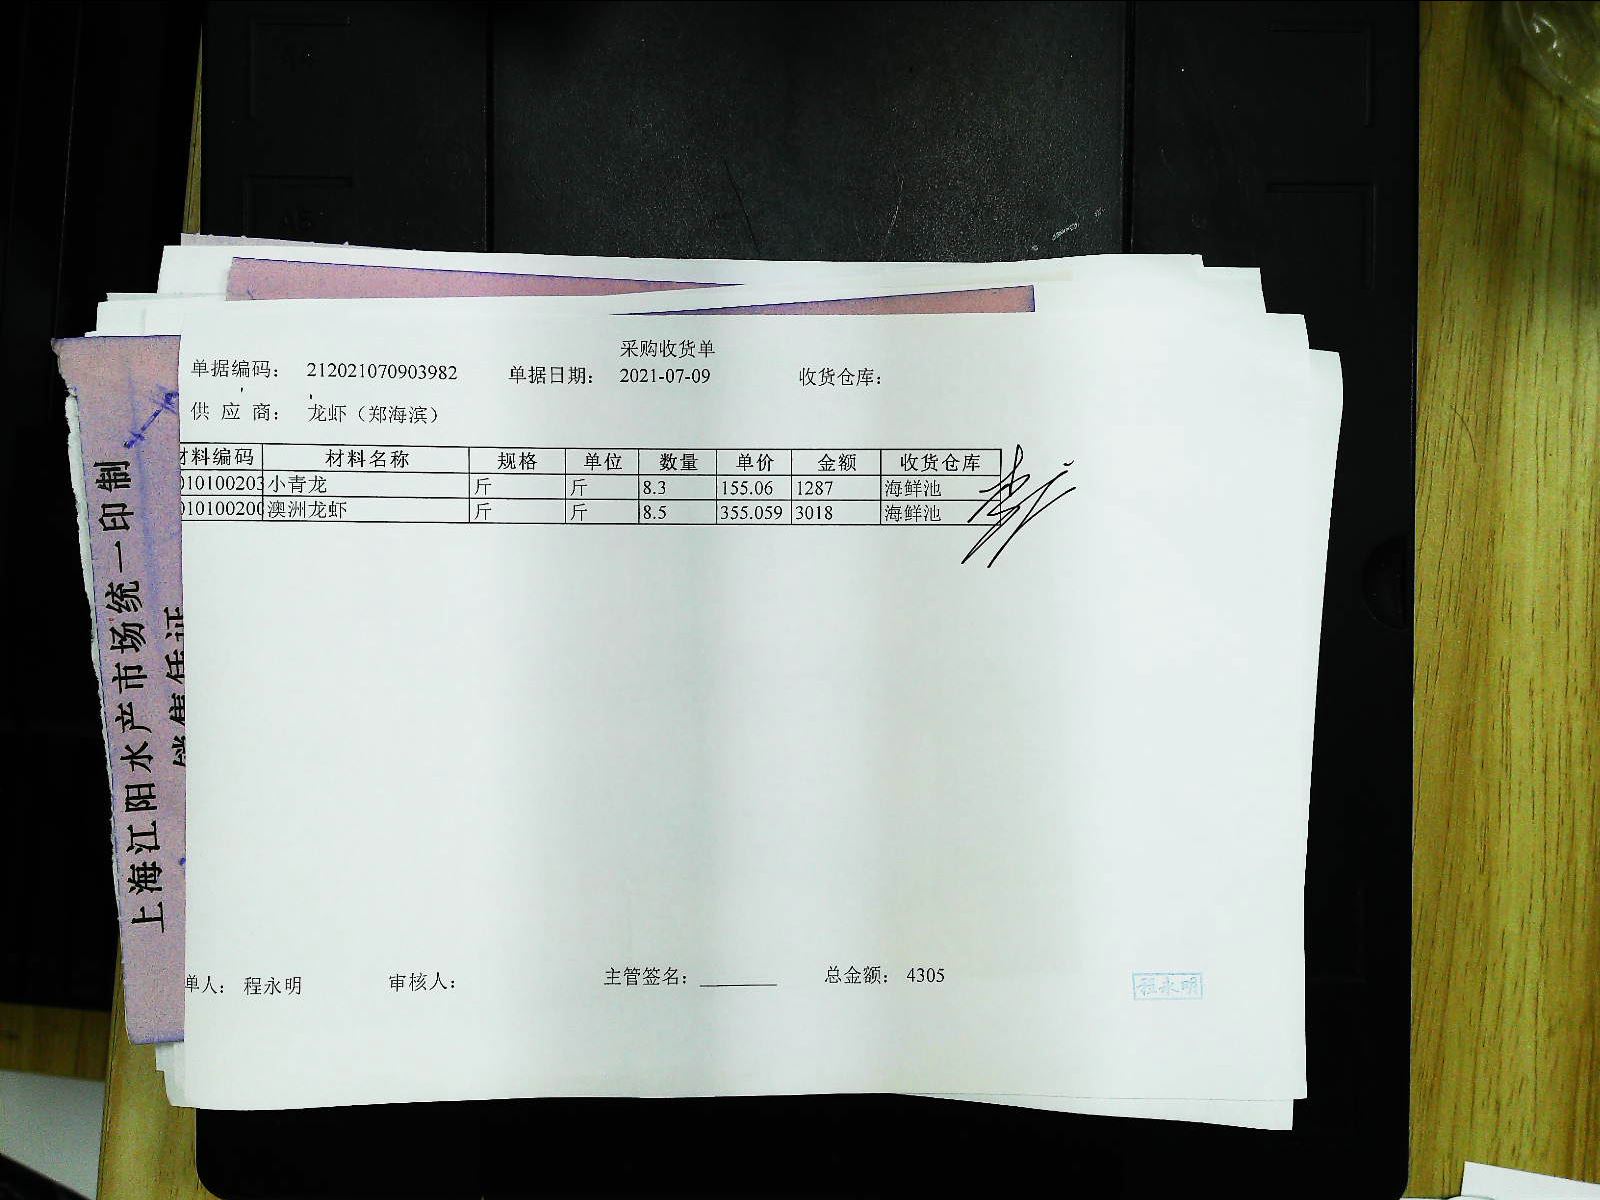 采购收货单
单据编码： 212021070903982 单据日期： 2021-07-09 收货仓库：
供 应 商： 龙虾（郑海滨）
材料编码 材料名称 规格 单位 数量 单价 金额 收货仓库
010100203 小青龙 斤 斤 8.3 155.06 1287 海鲜池
010100200 澳洲龙虾 斤 斤 8.5 355.059 3018 海鲜池
单人： 程永明 审核人： 主管签名： 总金额： 4305
程永明
上海江阳水产市场统一印制
销售凭证